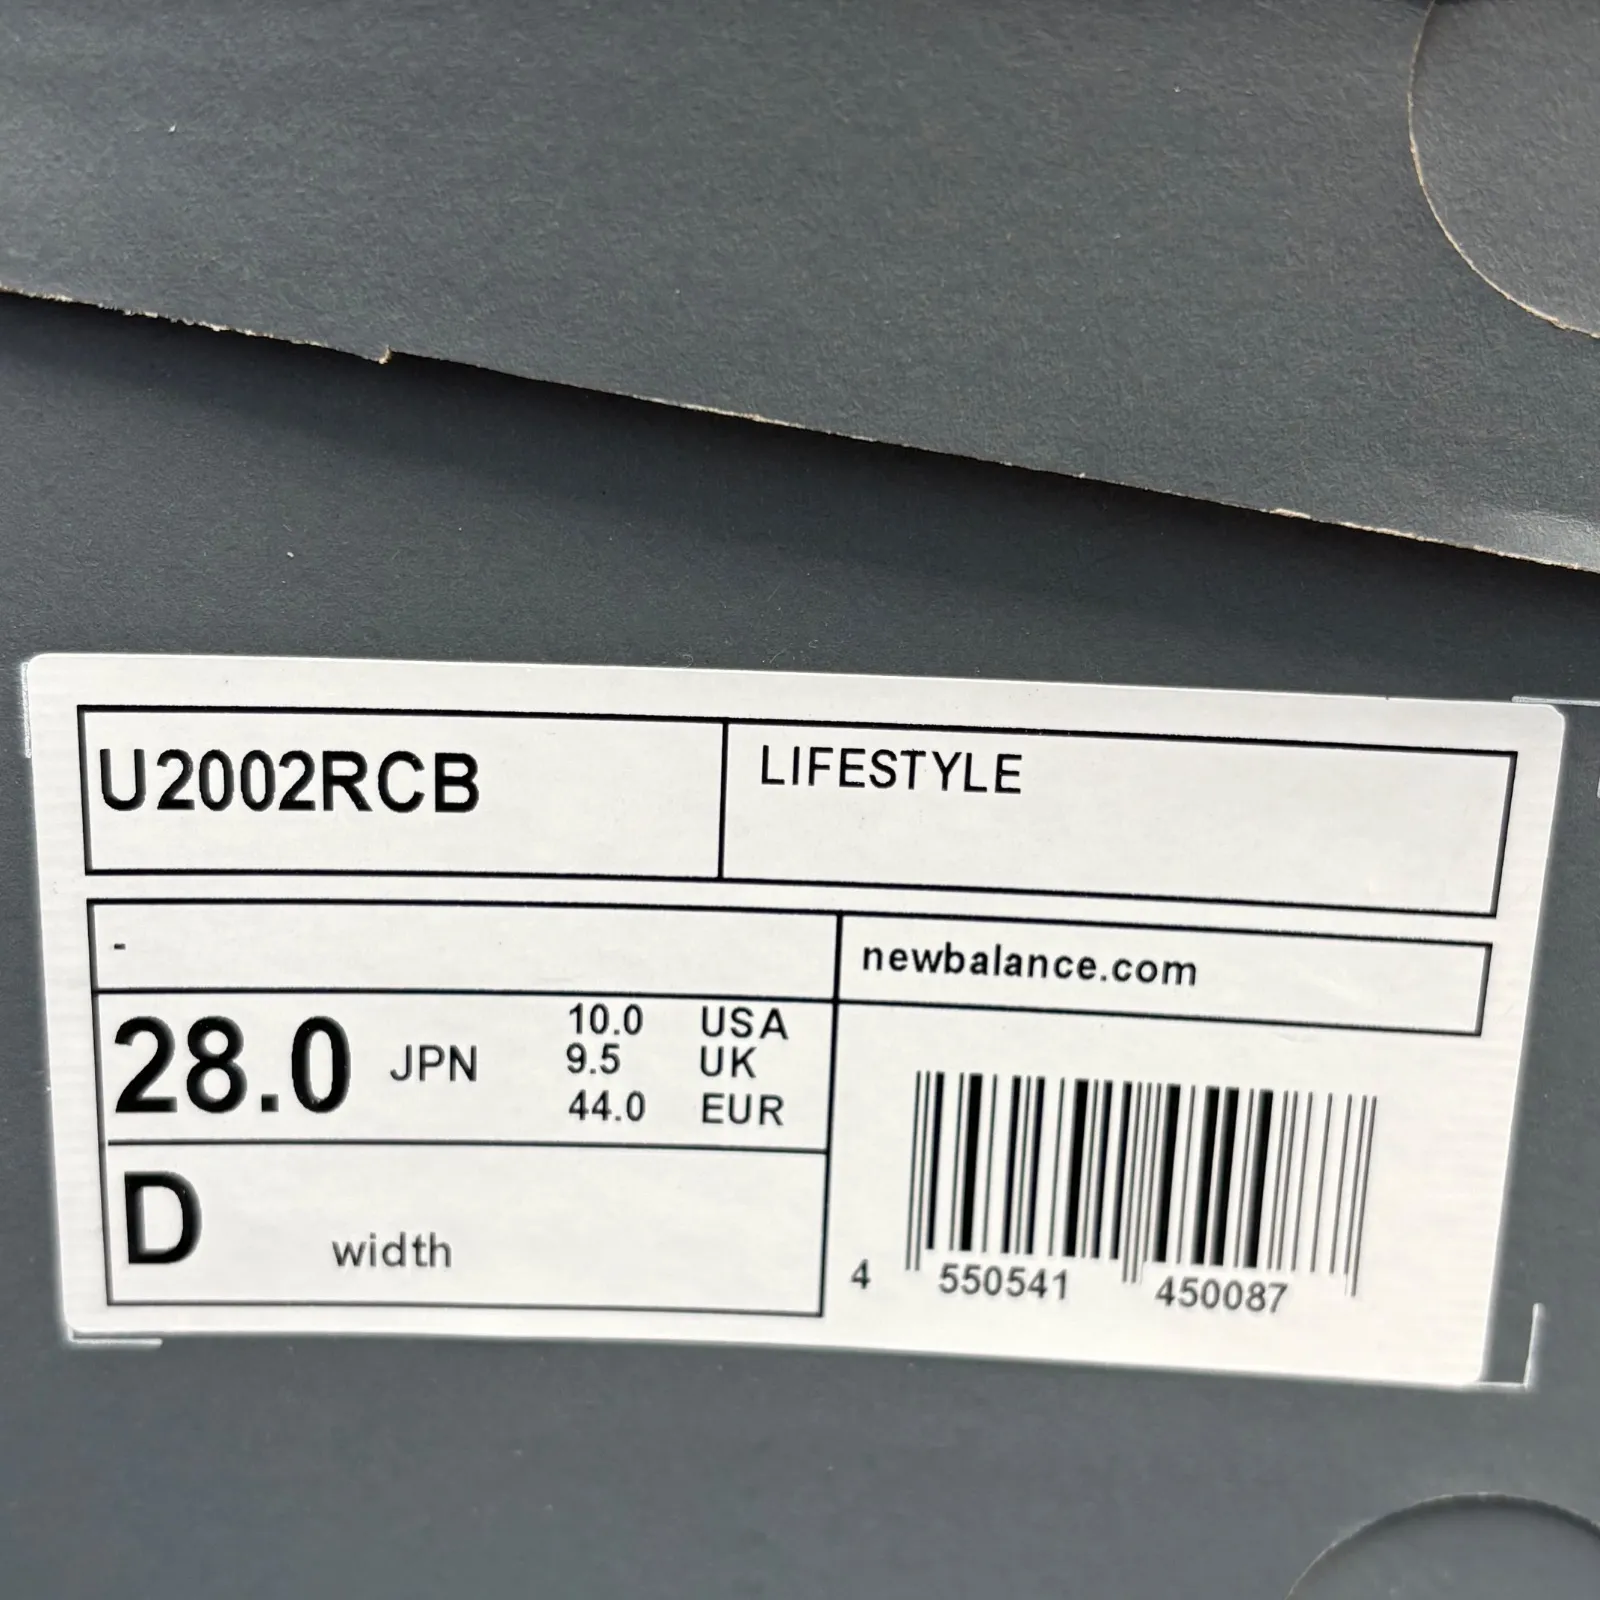 U2002RCB
LIFESTYLE
-
newbalance.com
28.0 JPN
10.0 USA
9.5 UK
44.0 EUR
D width
4 550541 450087